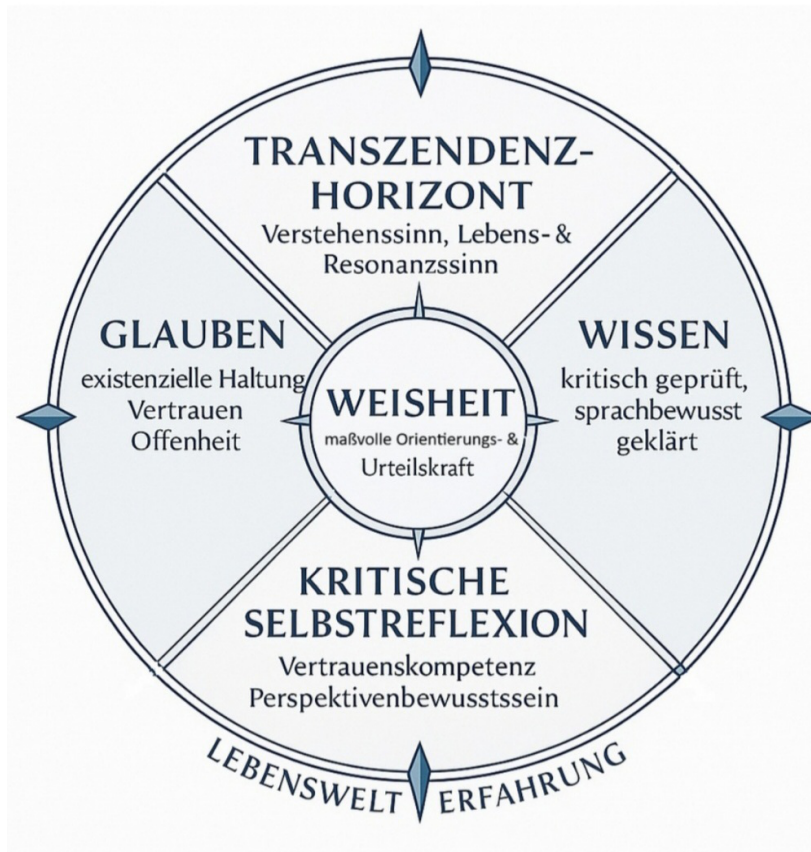 TRANSZENDENZ-
HORIZONT
Verstehenssinn, Lebens- &
Resonanzssinn
GLAUBEN
existenzielle Haltung
Vertrauen
Offenheit
WEISHEIT
maßvolle Orientierungs- &
Urteilskraft
WISSEN
kritisch geprüft,
sprachbewusst
geklärt
KRITISCHE
SELBSTREFLEXION
Vertrauenskompetenz
Perspektivenbewusstssein
LEBENSWELT ERFAHRUNG